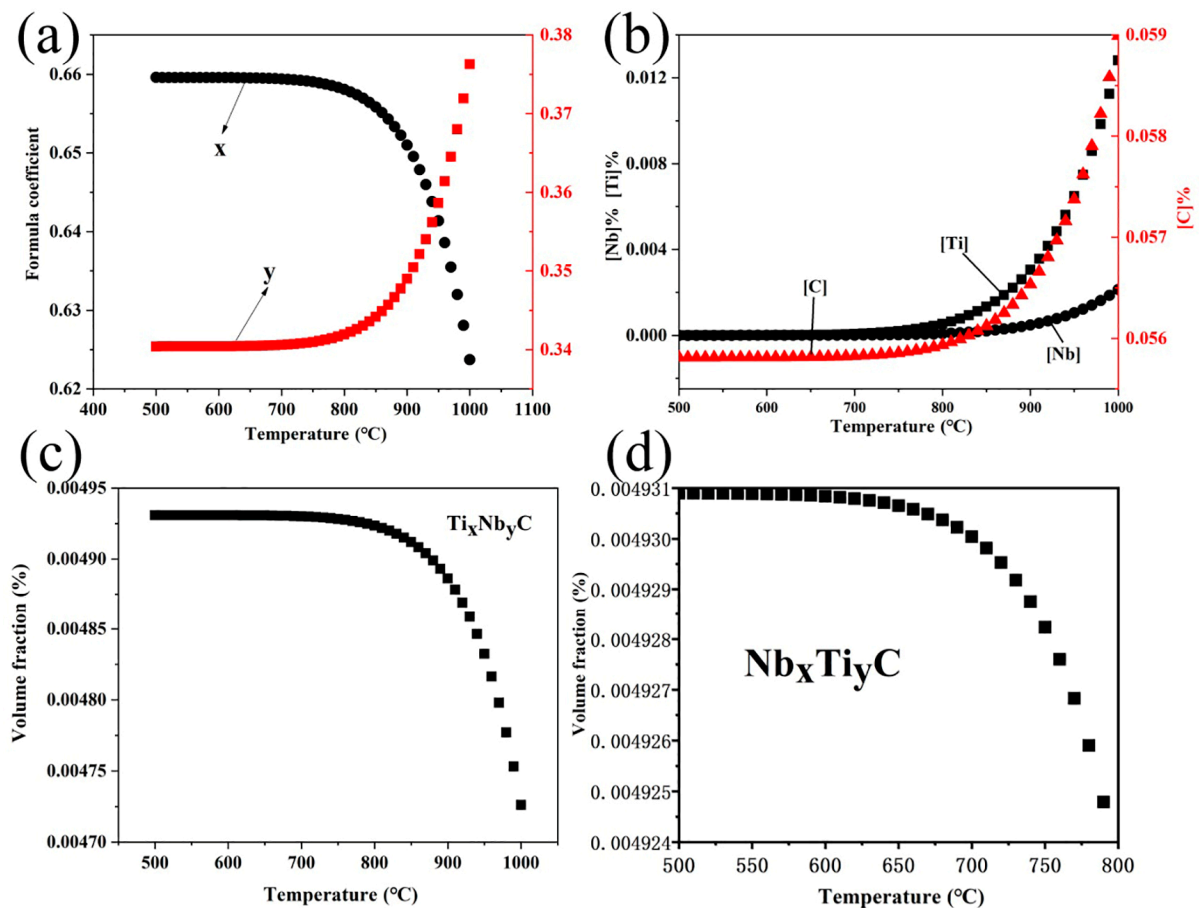 (a)
Formula coefficient
0.66
0.65
0.64
0.63
0.62
0.38
0.37
0.36
0.35
0.34
x
y
400 500 600 700 800 900 1000 1100
Temperature (℃)
(b)
[Nb]% [Ti]%
0.012
0.008
0.004
0.000
0.059
0.058
0.057
0.056
[C]%
[Ti]
[C]
[Nb]
500 600 700 800 900 1000
Temperature (℃)
(c)
Volume fraction (%)
0.00495
0.00490
0.00485
0.00480
0.00475
0.00470
TixNbyC
500 600 700 800 900 1000
Temperature (℃)
(d)
Volume fraction (%)
0.004931
0.004930
0.004929
0.004928
0.004927
0.004926
0.004925
0.004924
NbxTiyC
500 550 600 650 700 750 800
Temperature (℃)